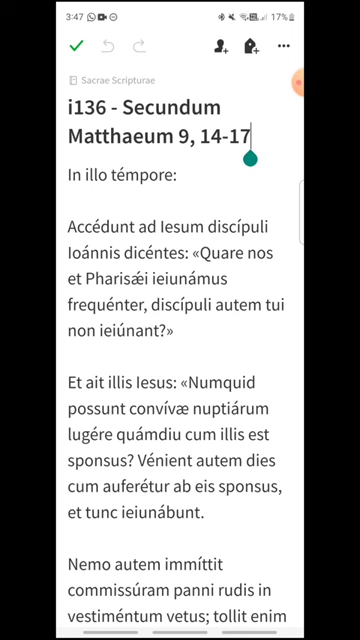 3:47
17%
Sacrae Scripturae
i136 - Secundum
Matthaeum 9, 14-17
In illo témpore:
Accédunt ad Iesum discípuli
Ioánnis dicéntes: «Quare nos
et Pharisǽi ieiunámus
frequénter, discípuli autem tui
non ieiúnant?»
Et ait illis Iesus: «Numquid
possunt convívæ nuptiárum
lugére quámdiu cum illis est
sponsus? Vénient autem dies
cum auferétur ab eis sponsus,
et tunc ieiunábunt.
Nemo autem immíttit
commissúram panni rudis in
vestiméntum vetus; tollit enim